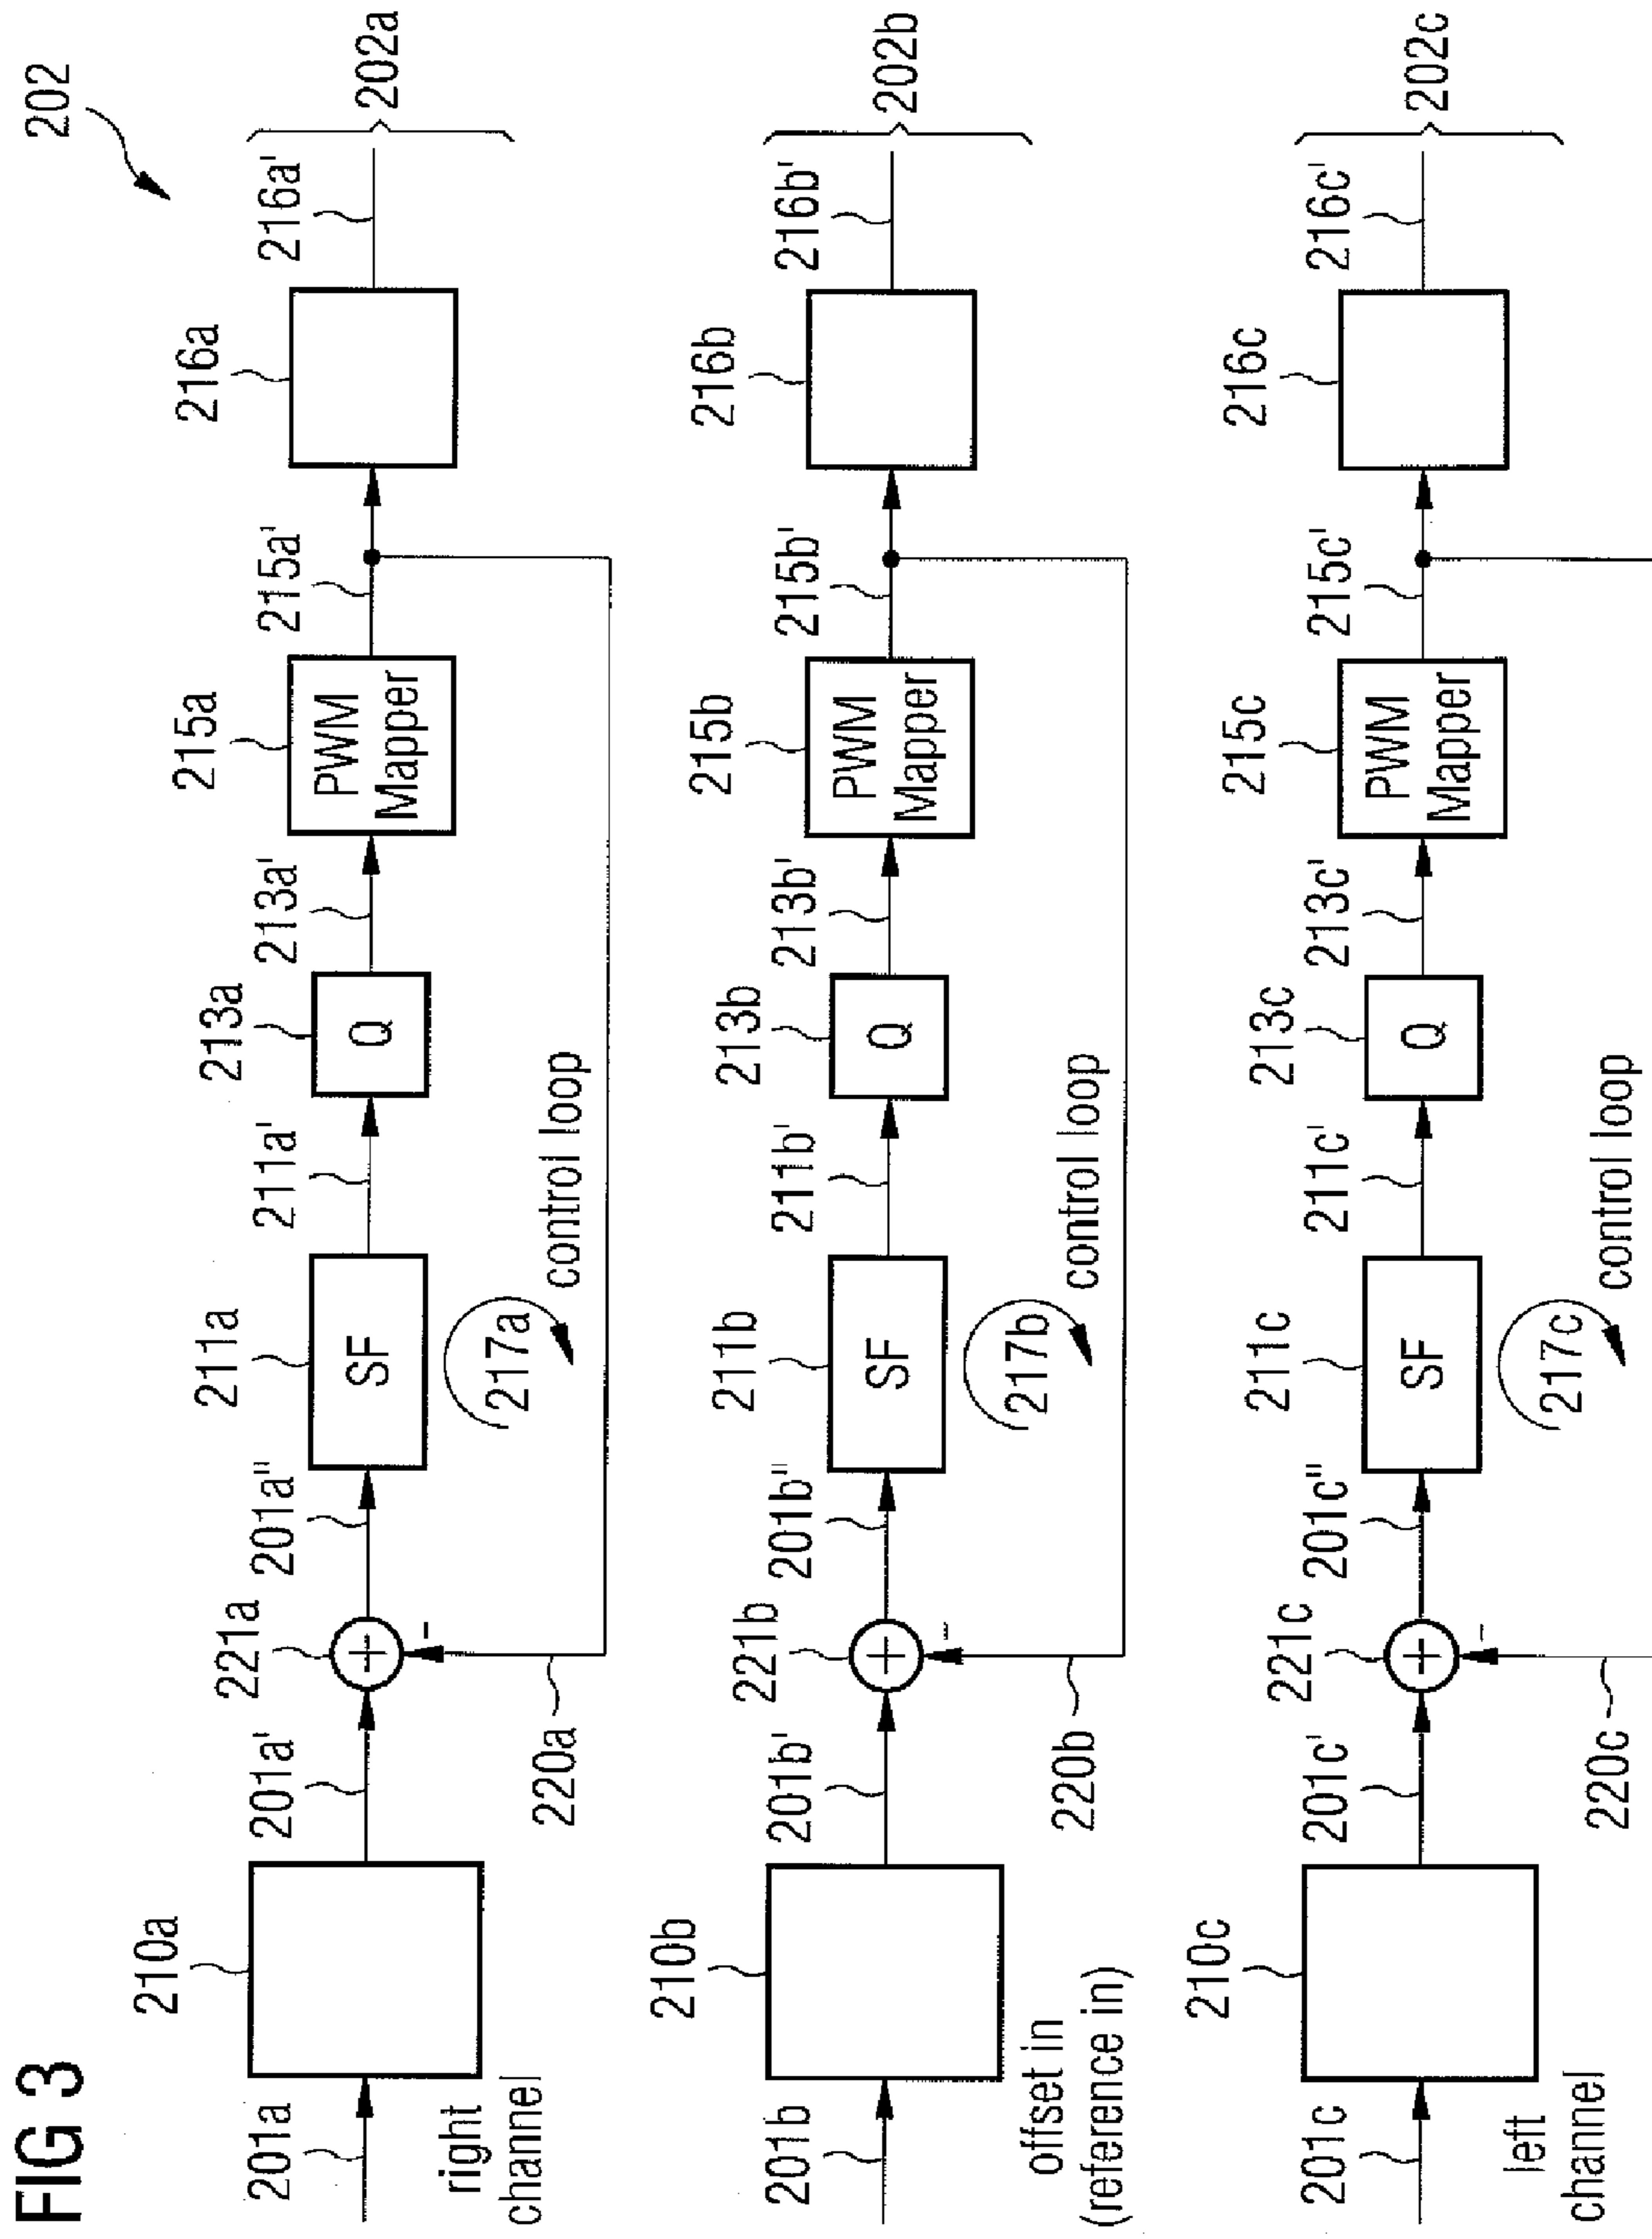 FIG 3
202
210a
221a
211a
213a
215a
216a
201a
201a'
201a"
211a'
213a'
215a'
216a'
202a
SF
Q
PWM
Mapper
+
-
right
channel
220a
217a
control loop
210b
221b
211b
213b
215b
216b
201b
201b'
201b"
211b'
213b'
215b'
216b'
202b
SF
Q
PWM
Mapper
+
-
offset in
(reference in)
220b
217b
control loop
210c
221c
211c
213c
215c
216c
201c
201c'
201c"
211c'
213c'
215c'
216c'
202c
SF
Q
PWM
Mapper
+
-
left
channel
220c
217c
control loop